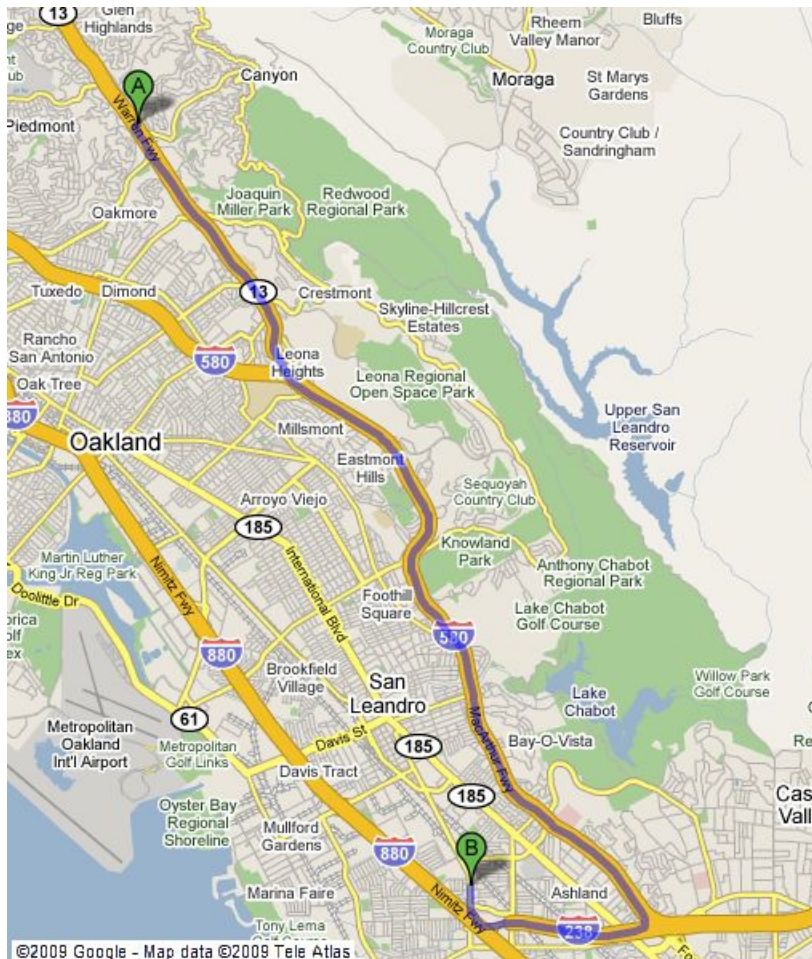 13
Glen
Highlands
Moraga
Country Club
Rheem
Valley Manor
Bluffs
A
Canyon
Moraga
St Marys
Gardens
Warren Fwy
Piedmont
Country Club /
Sandringham
Joaquin
Miller Park
Redwood
Regional Park
Oakmore
13
Crestmont
Tuxedo
Dimond
Skyline-Hillcrest
Estates
Rancho
San Antonio
580
Leona
Heights
Leona Regional
Open Space Park
Oak Tree
880
Upper San
Leandro
Reservoir
Millsmont
Oakland
Eastmont
Hills
Sequoyah
Country Club
Arroyo Viejo
185
Knowland
Park
Martin Luther
King Jr Reg Park
Nimitz Fwy
International Blvd
Anthony Chabot
Regional Park
Doolittle Dr
Foothill
Square
Lake Chabot
Golf Course
580
880
Brookfield
Village
San
Leandro
Willow Park
Golf Course
Lake
Chabot
61
Metropolitan
Oakland
Int'l Airport
Davis St
185
MacArthur Fwy
Bay-O-Vista
Metropolitan
Golf Links
Davis Tract
185
Oyster Bay
Regional
Shoreline
Mulford
Gardens
880
B
Marina Faire
Nimitz Fwy
Ashland
238
Tony Lema
©2009 Google - Map data ©2009 Tele Atlas